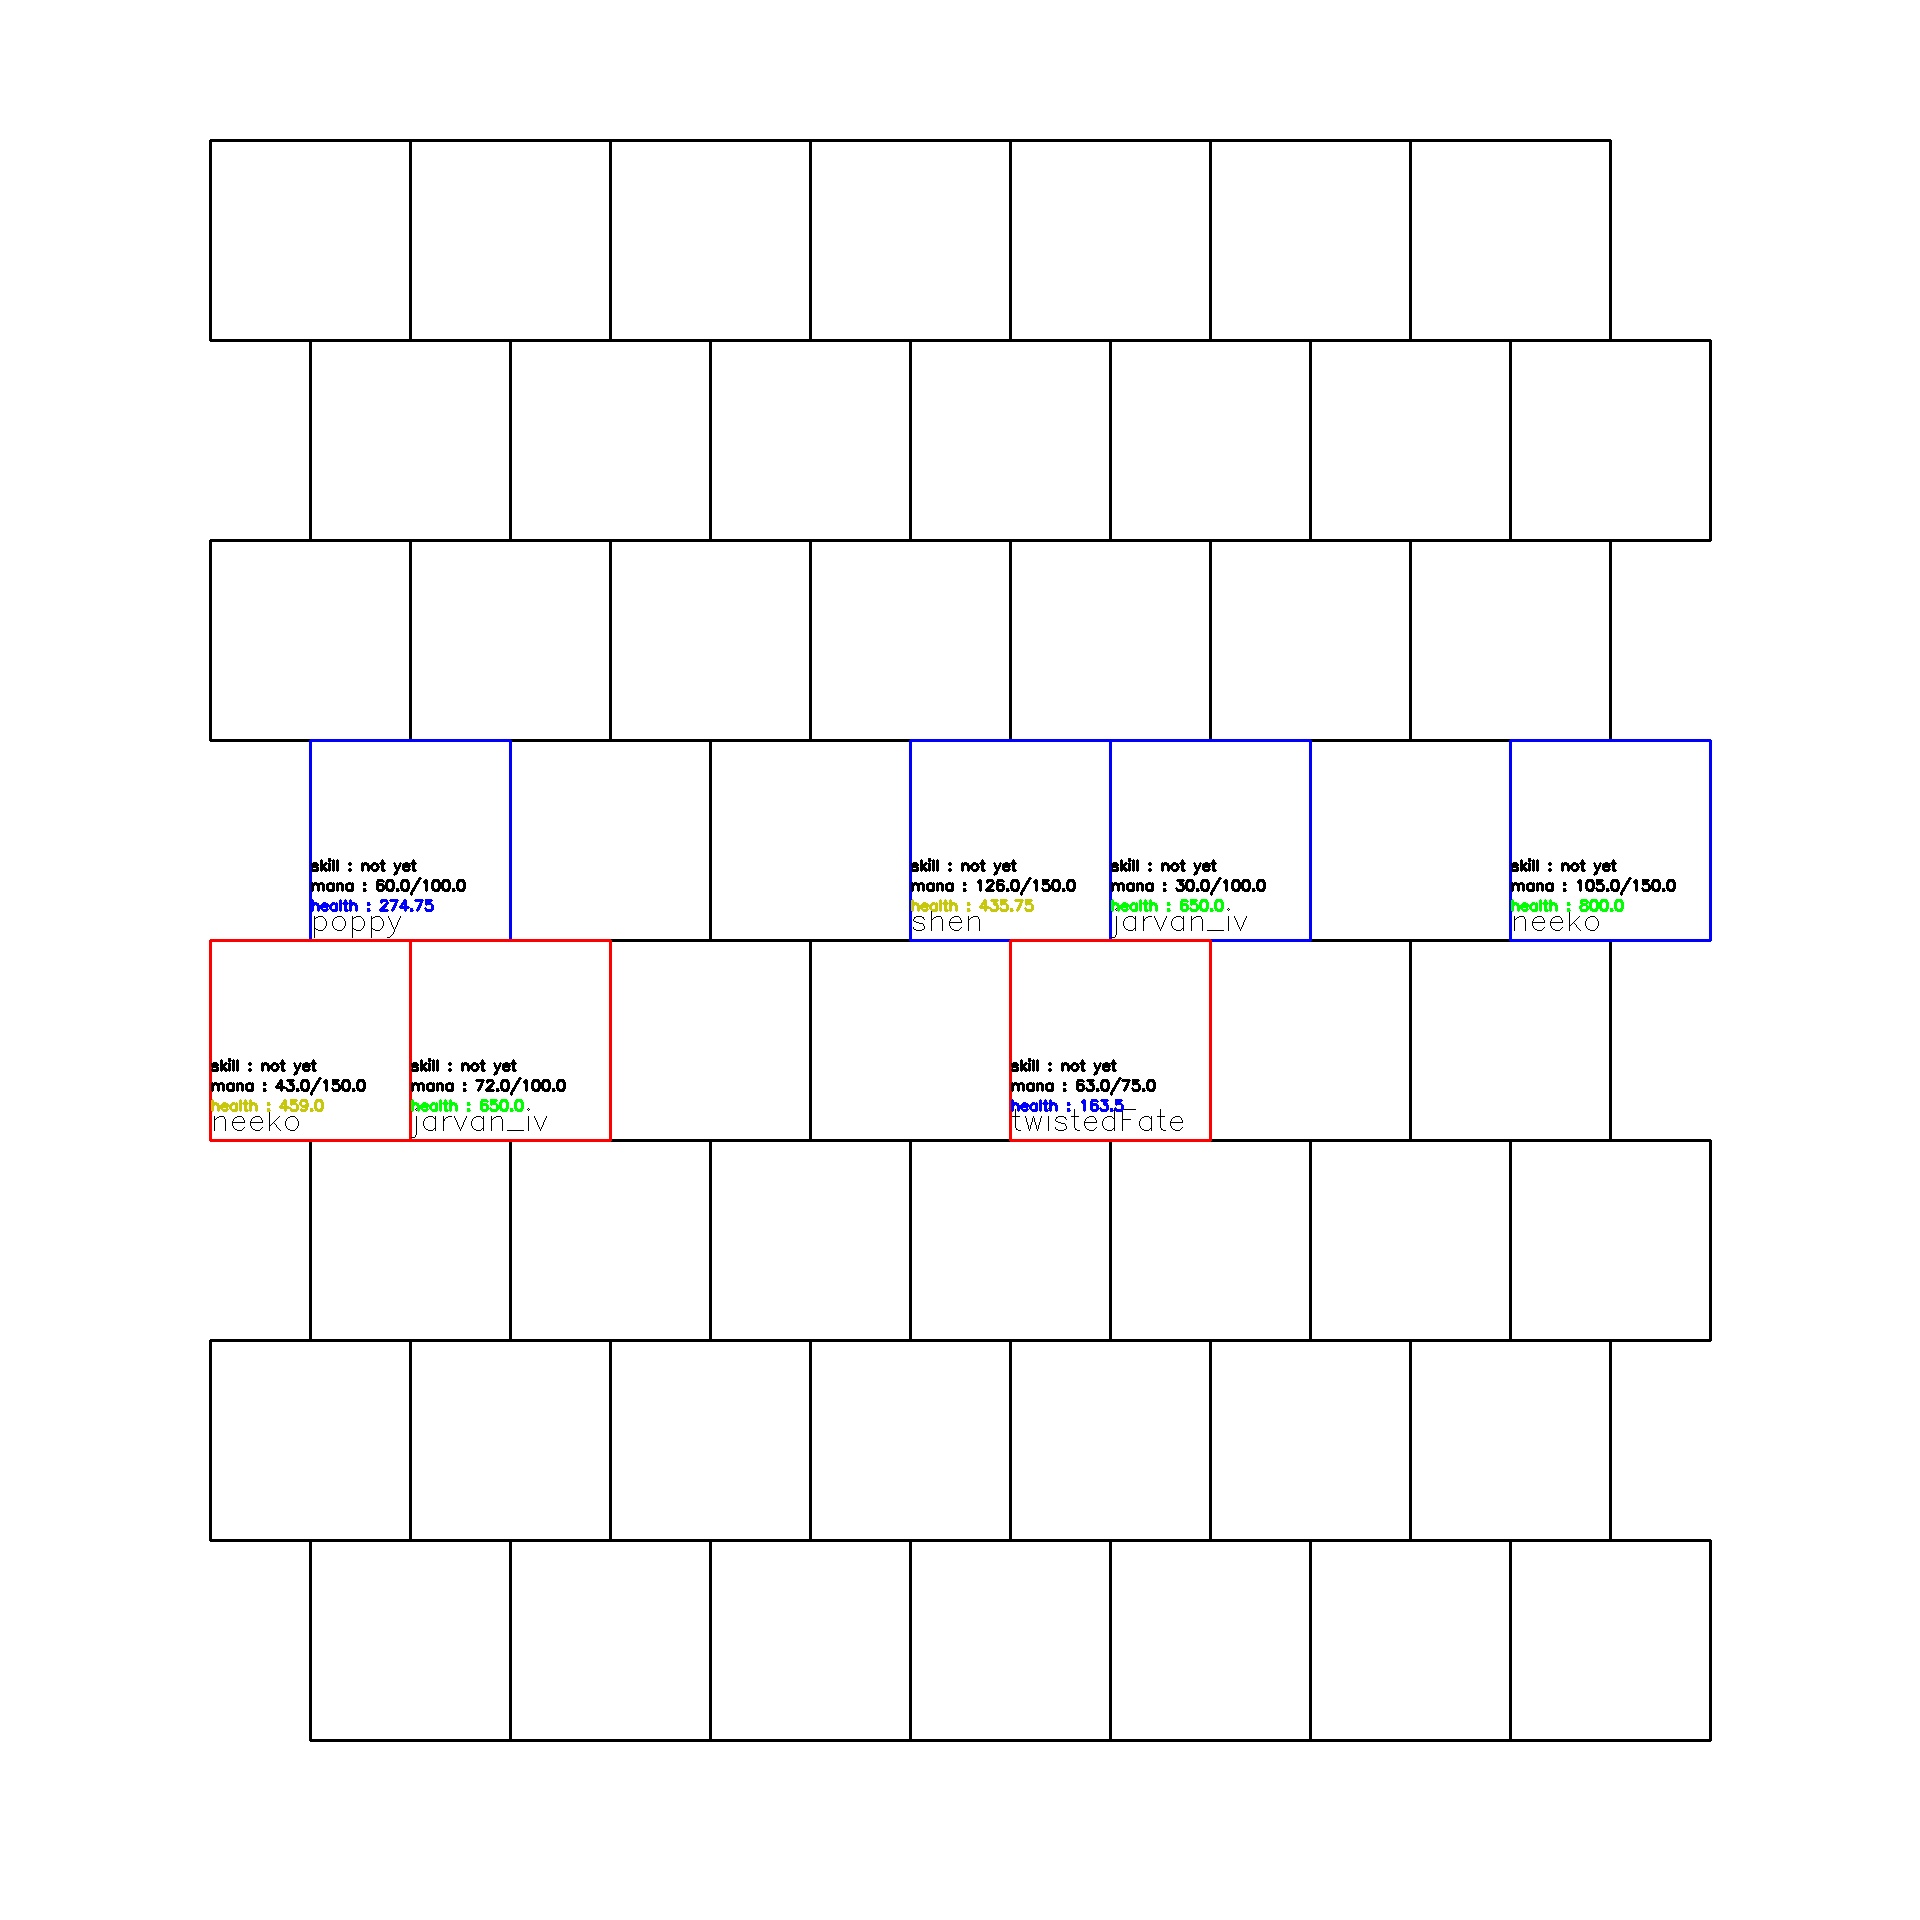 skill : not yet
mana : 60.0/100.0
health : 274.75
poppy
skill : not yet
mana : 126.0/150.0
health : 435.75
shen
skill : not yet
mana : 30.0/100.0
health : 650.0
jarvan_iv
skill : not yet
mana : 105.0/150.0
health : 800.0
neeko
skill : not yet
mana : 43.0/150.0
health : 459.0
neeko
skill : not yet
mana : 72.0/100.0
health : 650.0
jarvan_iv
skill : not yet
mana : 63.0/75.0
health : 163.5
twistedFate